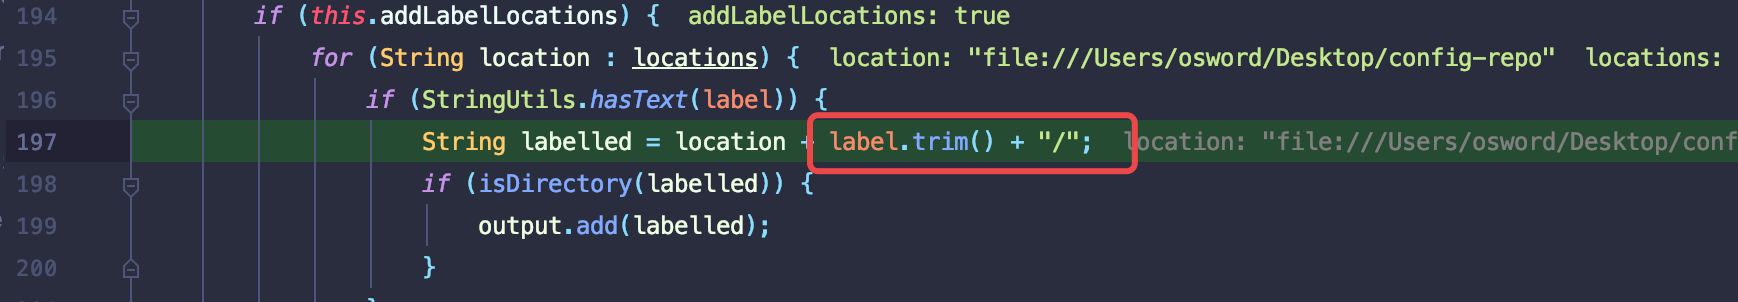 194 if (this.addLabelLocations) { addLabelLocations: true
195 for (String location : locations) { location: "file:///Users/osword/Desktop/config-repo" locations:
196 if (StringUtils.hasText(label)) {
197 String labelled = location + label.trim() + "/"; location: "file:///Users/osword/Desktop/conf
198 if (isDirectory(labelled)) {
199 output.add(labelled);
200 }